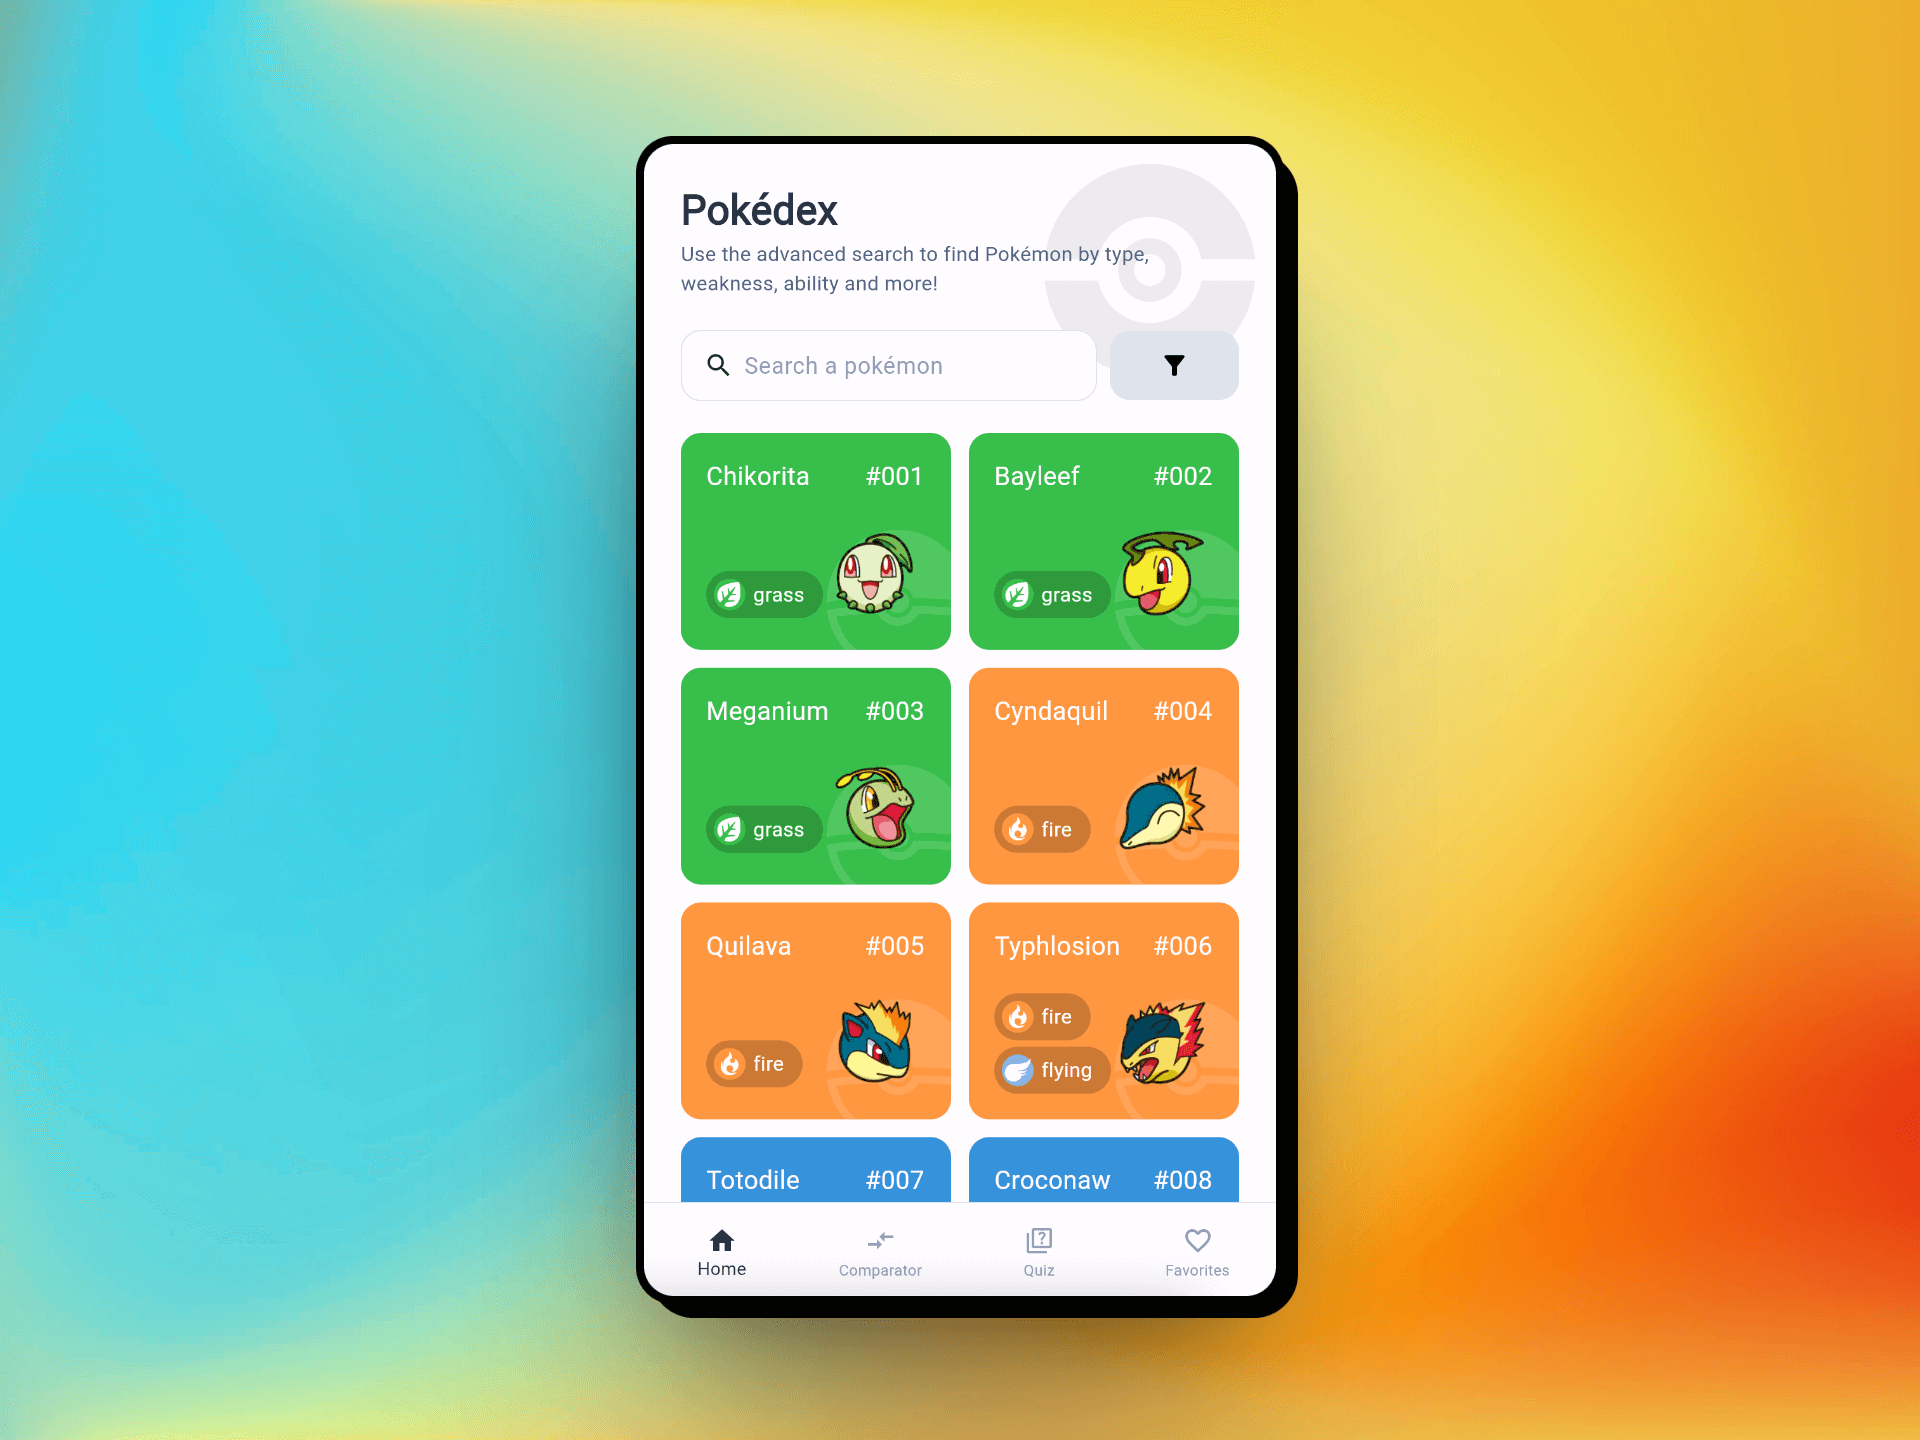 Pokédex
Use the advanced search to find Pokémon by type,
weakness, ability and more!
Search a pokémon
Chikorita #001
grass
Bayleef #002
grass
Meganium #003
grass
Cyndaquil #004
fire
Quilava #005
fire
Typhlosion #006
fire
flying
Totodile #007
Croconaw #008
Home
Comparator
Quiz
Favorites